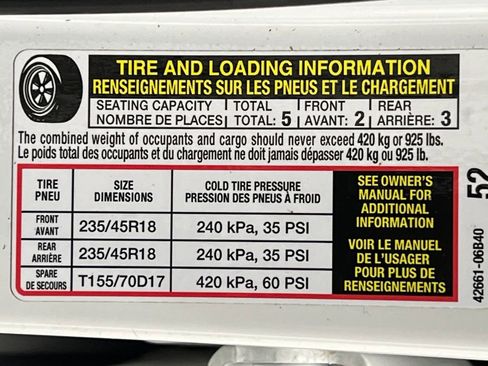 TIRE AND LOADING INFORMATION
RENSEIGNEMENTS SUR LES PNEUS ET LE CHARGEMENT
SEATING CAPACITY TOTAL FRONT REAR
NOMBRE DE PLACES TOTAL: 5 AVANT: 2 ARRIÈRE: 3
The combined weight of occupants and cargo should never exceed 420 kg or 925 lbs.
Le poids total des occupants et du chargement ne doit jamais dépasser 420 kg ou 925 lb.
TIRE SIZE COLD TIRE PRESSURE
PNEU DIMENSIONS PRESSION DES PNEUS À FROID
FRONT
AVANT 235/45R18 240 kPa, 35 PSI
REAR
ARRIÈRE 235/45R18 240 kPa, 35 PSI
SPARE
DE SECOURS T155/70D17 420 kPa, 60 PSI
SEE OWNER'S
MANUAL FOR
ADDITIONAL
INFORMATION
VOIR LE MANUEL
DE L'USAGER
POUR PLUS DE
RENSEIGNEMENTS
42661-06B40
52